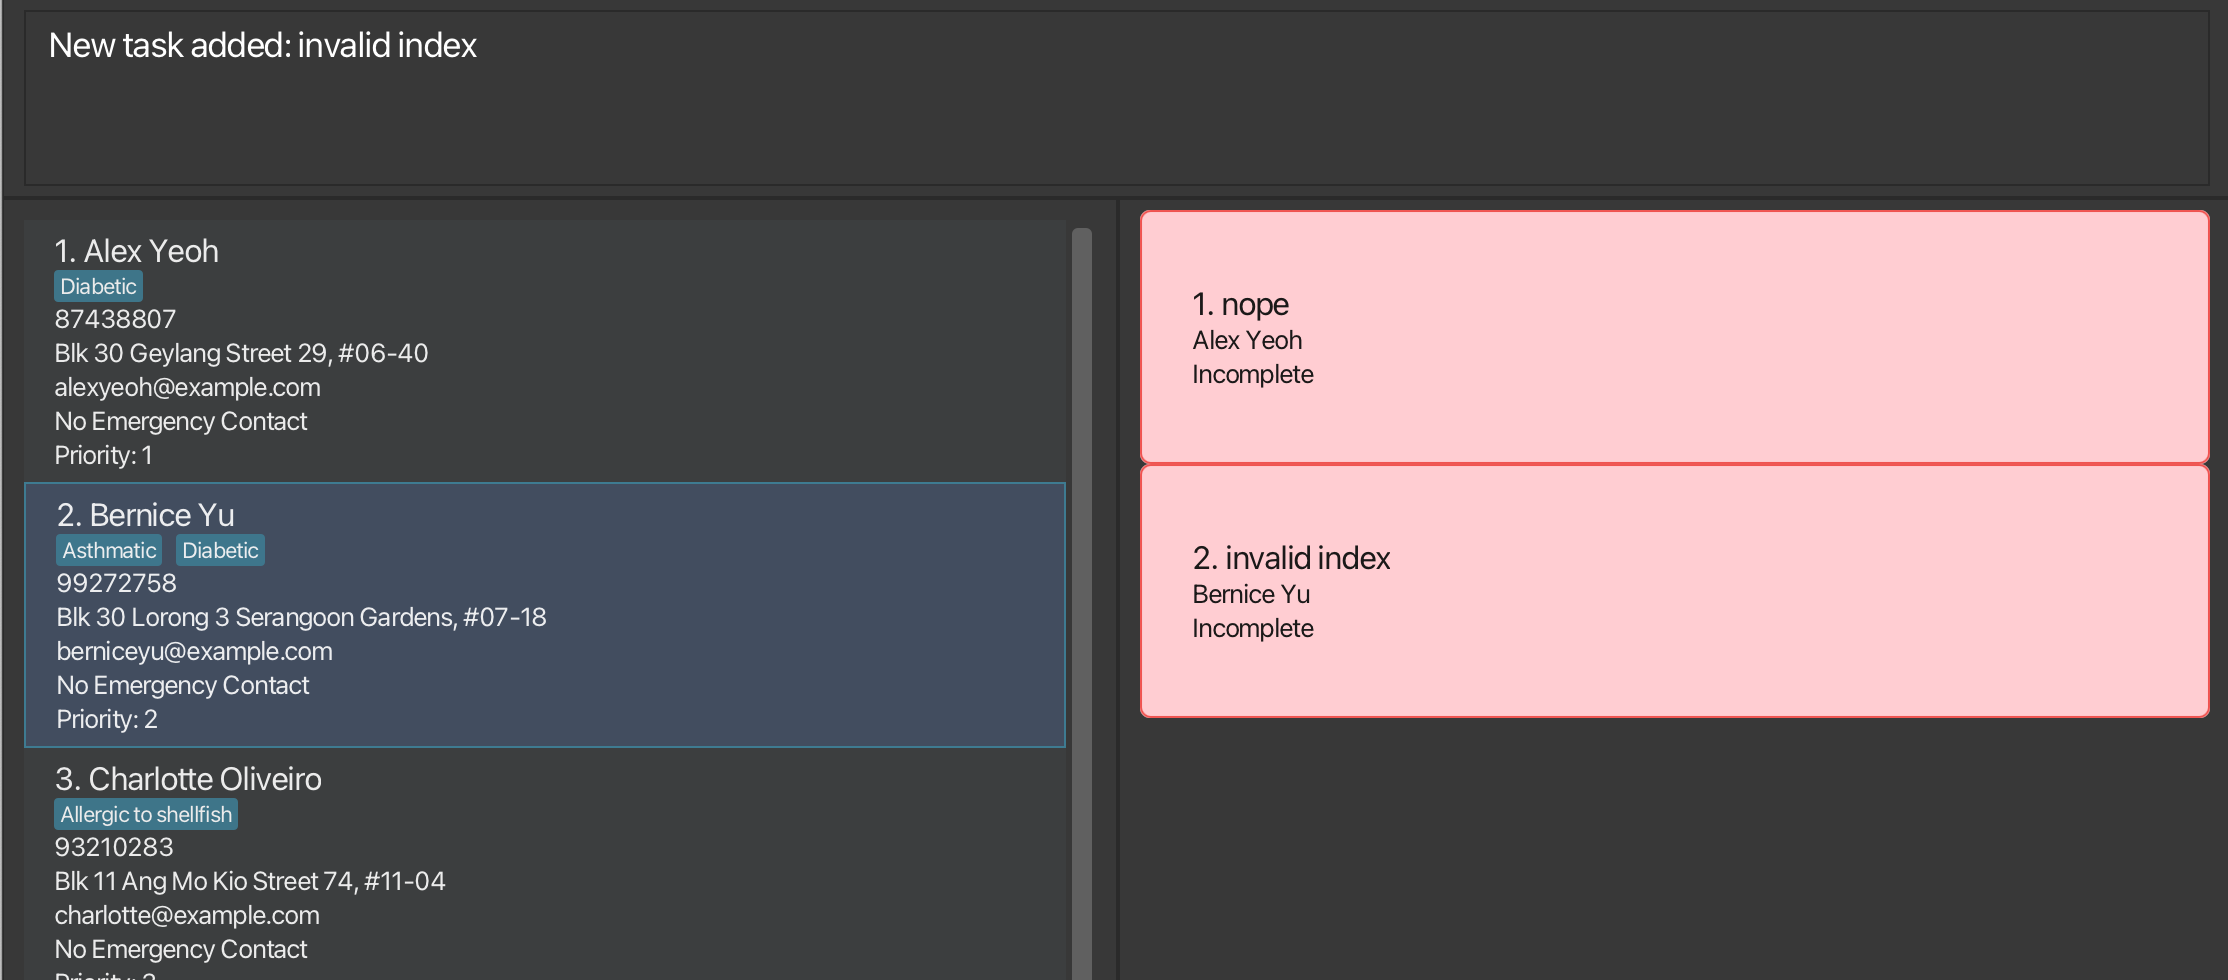 New task added: invalid index
1. Alex Yeoh
Diabetic
87438807
Blk 30 Geylang Street 29, #06-40
alexyeoh@example.com
No Emergency Contact
Priority: 1
2. Bernice Yu
Asthmatic Diabetic
99272758
Blk 30 Lorong 3 Serangoon Gardens, #07-18
berniceyu@example.com
No Emergency Contact
Priority: 2
3. Charlotte Oliveiro
Allergic to shellfish
93210283
Blk 11 Ang Mo Kio Street 74, #11-04
charlotte@example.com
No Emergency Contact
1. nope
Alex Yeoh
Incomplete
2. invalid index
Bernice Yu
Incomplete